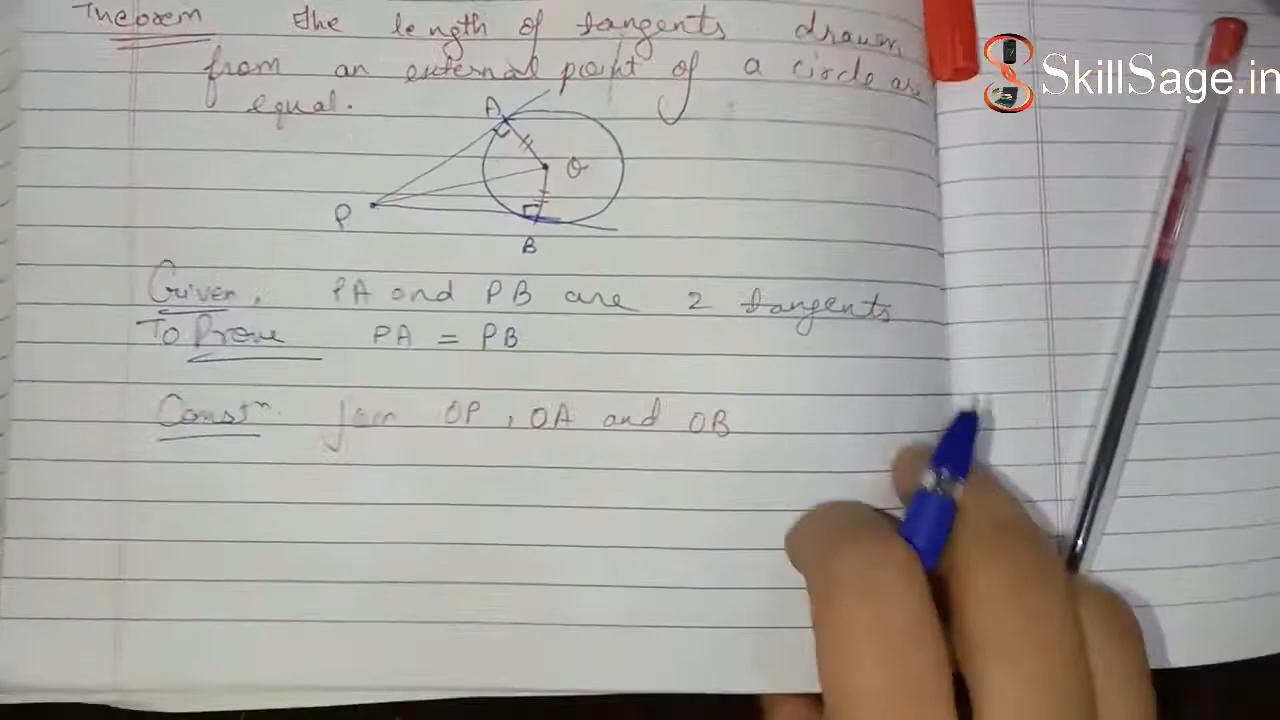 Theorem the length of tangents drawn
from an external point of a circle are
equal.
A
O
P
B
Given, PA and PB are 2 tangents
To Prove PA = PB
Constn. Join OP, OA and OB
SkillSage.in